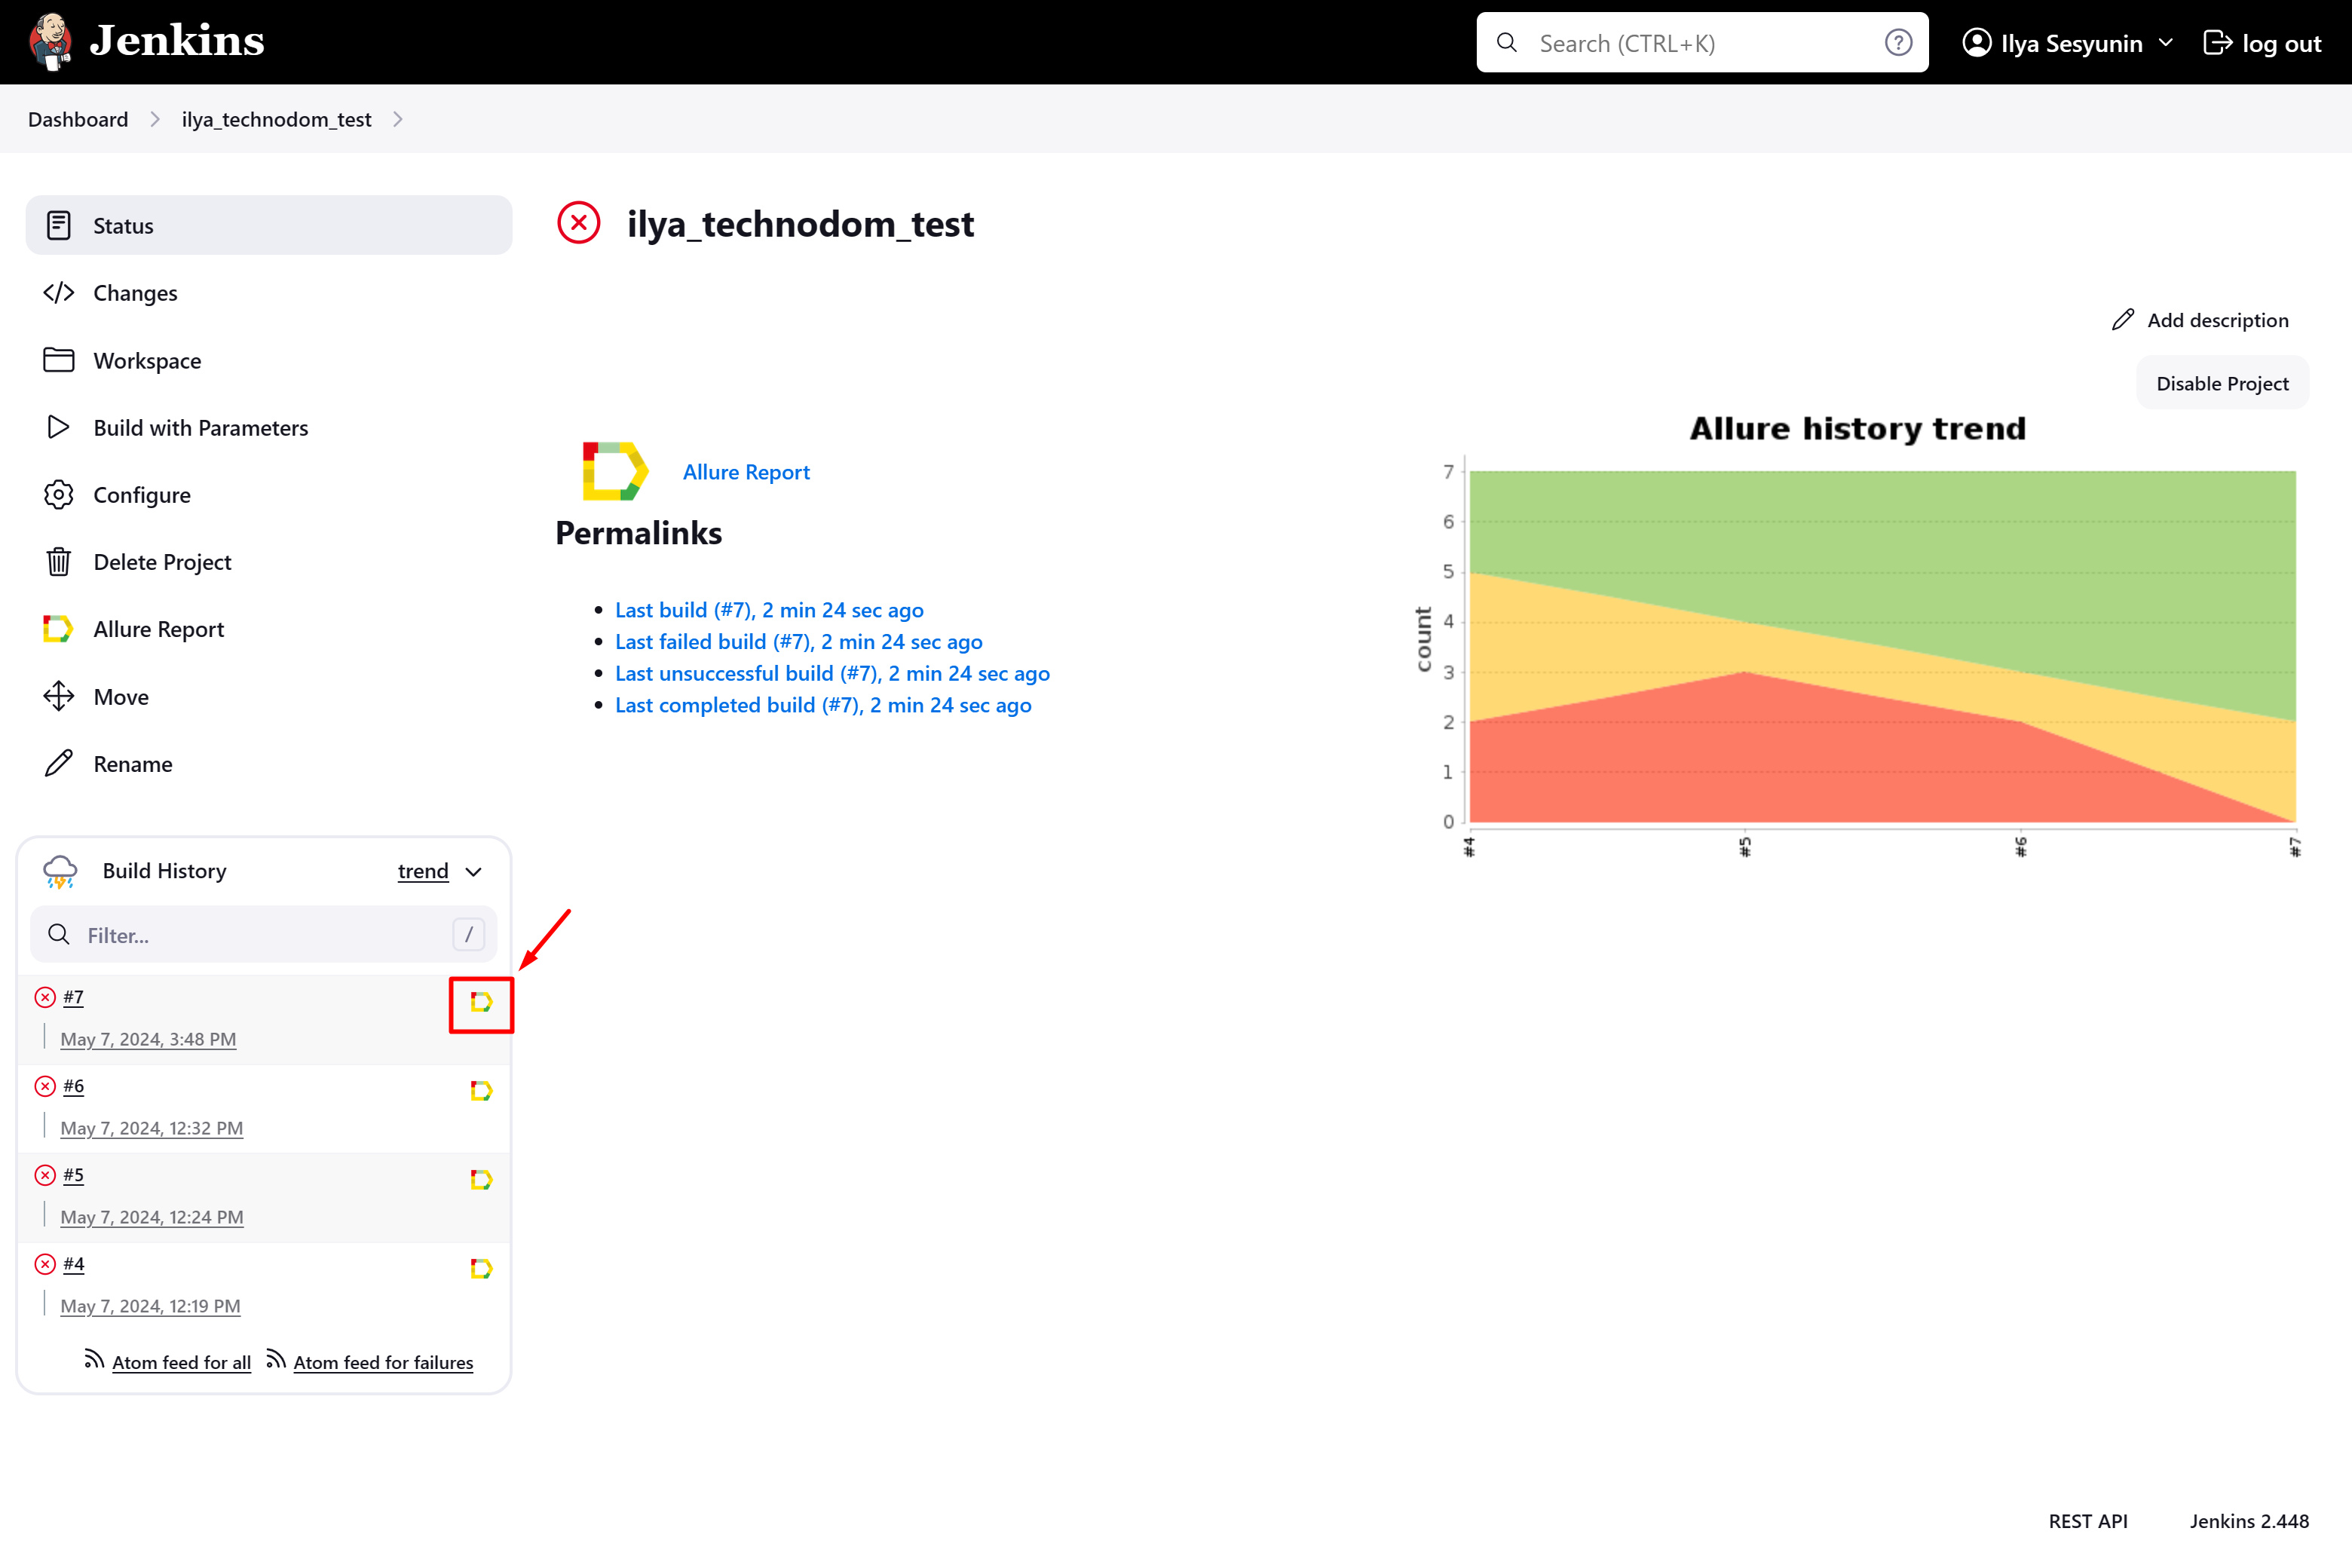 Jenkins
Search (CTRL+K)
Ilya Sesyunin
log out
Dashboard
ilya_technodom_test
Status
Changes
Workspace
Build with Parameters
Configure
Delete Project
Allure Report
Move
Rename
Build History
trend
Filter...
/
#7
May 7, 2024, 3:48 PM
#6
May 7, 2024, 12:32 PM
#5
May 7, 2024, 12:24 PM
#4
May 7, 2024, 12:19 PM
Atom feed for all
Atom feed for failures
ilya_technodom_test
Add description
Disable Project
Allure Report
Permalinks
Last build (#7), 2 min 24 sec ago
Last failed build (#7), 2 min 24 sec ago
Last unsuccessful build (#7), 2 min 24 sec ago
Last completed build (#7), 2 min 24 sec ago
Allure history trend
count
7
6
5
4
3
2
1
0
#4
#5
#6
#7
REST API
Jenkins 2.448